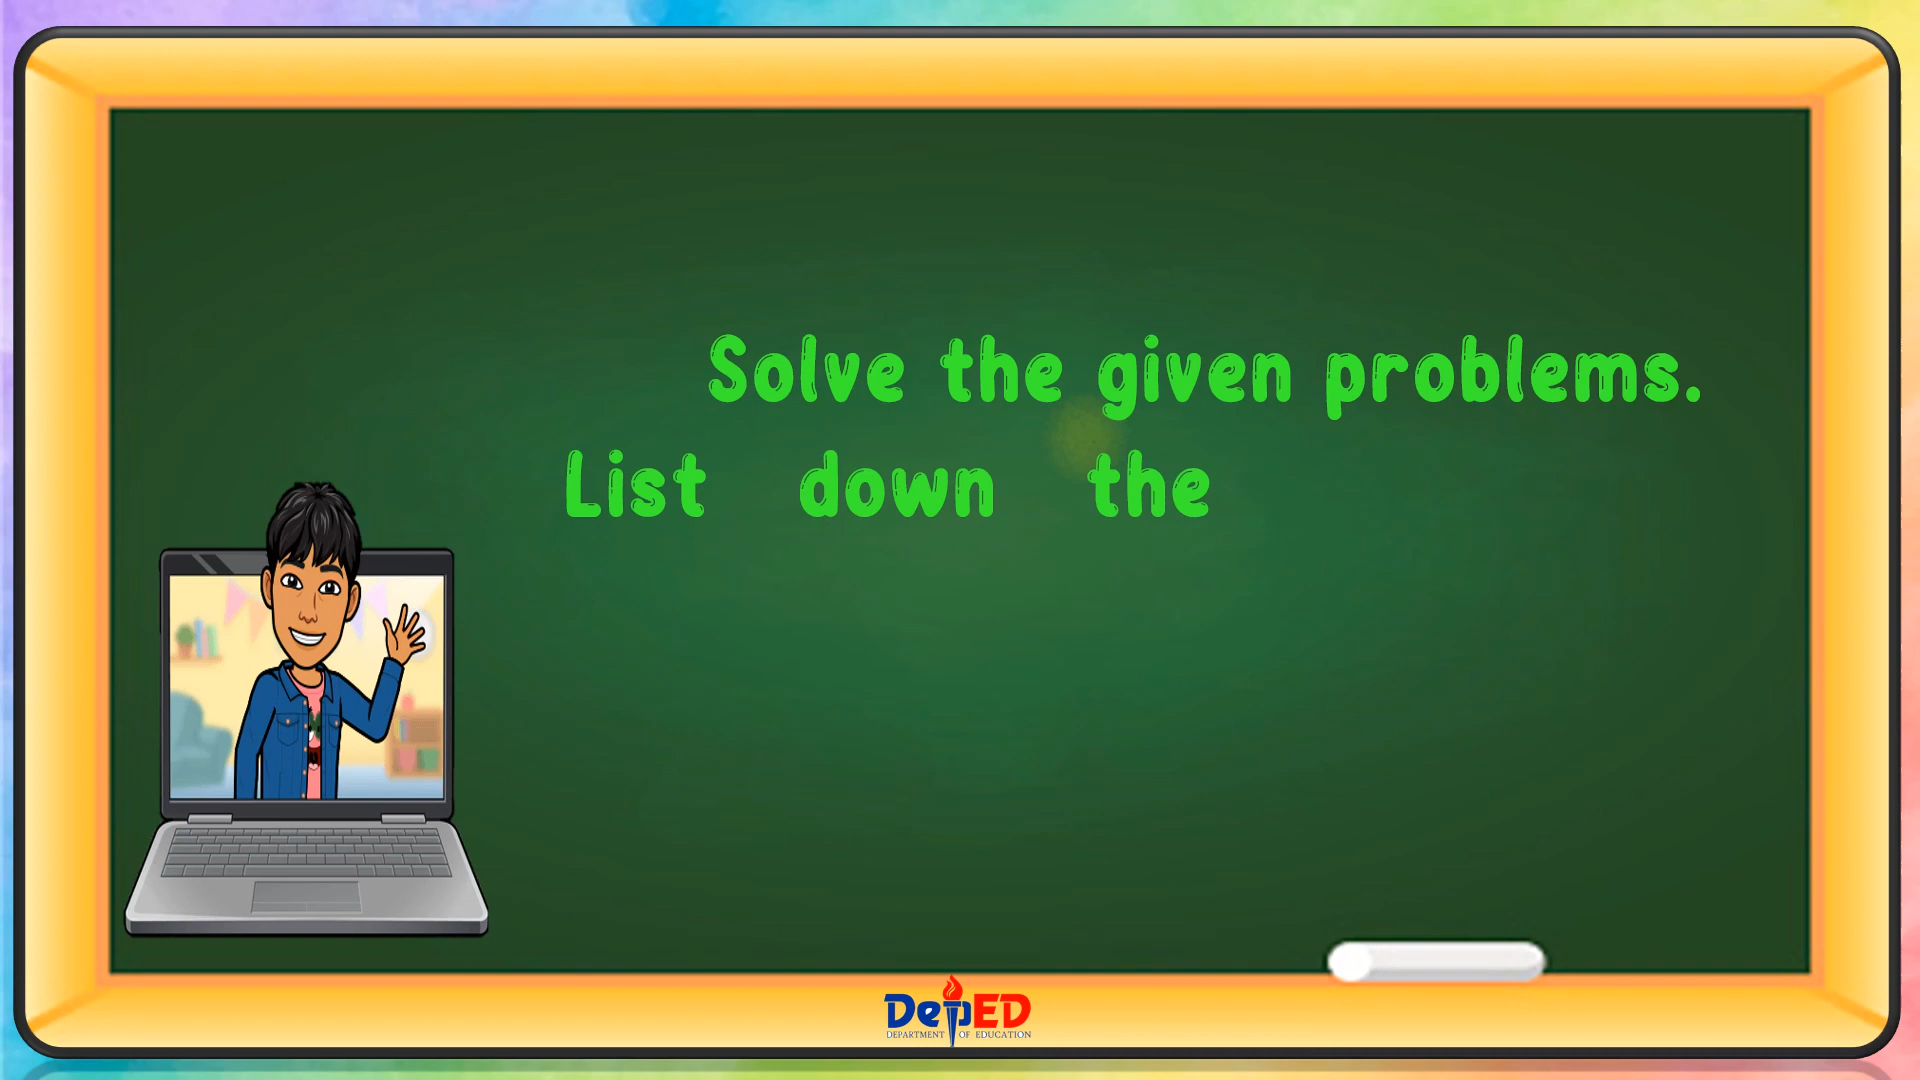 Solve the given problems.
List down the
DepED
DEPARTMENT OF EDUCATION